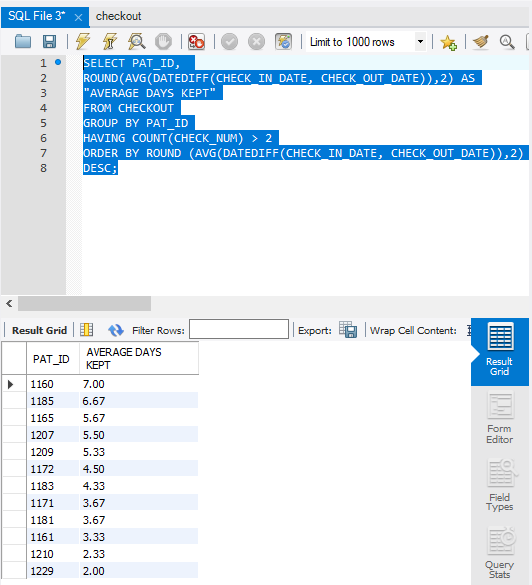 SQL File 3* checkout
Limit to 1000 rows
1 SELECT PAT_ID,
2 ROUND(AVG(DATEDIFF(CHECK_IN_DATE, CHECK_OUT_DATE)),2) AS
3 "AVERAGE DAYS KEPT"
4 FROM CHECKOUT
5 GROUP BY PAT_ID
6 HAVING COUNT(CHECK_NUM) > 2
7 ORDER BY ROUND (AVG(DATEDIFF(CHECK_IN_DATE, CHECK_OUT_DATE)),2)
8 DESC;
Result Grid Filter Rows: Export: Wrap Cell Content:
PAT_ID AVERAGE DAYS
KEPT
1160 7.00
1185 6.67
1165 5.67
1207 5.50
1209 5.33
1172 4.50
1183 4.33
1171 3.67
1181 3.67
1161 3.33
1210 2.33
1229 2.00
Result
Grid
Form
Editor
Field
Types
Query
Stats